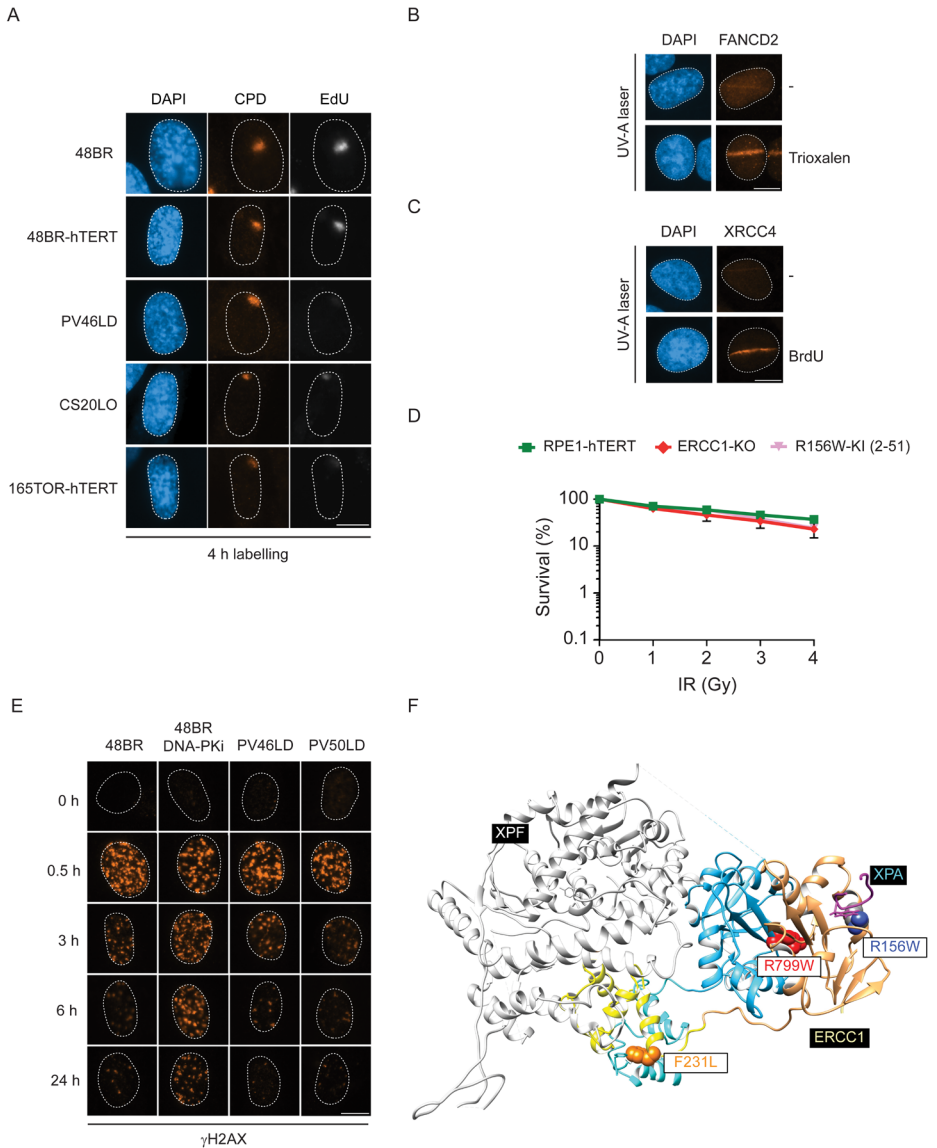 A
DAPI CPD EdU
48BR
48BR-hTERT
PV46LD
CS20LO
165TOR-hTERT
4 h labelling
B
DAPI FANCD2
UV-A laser
-
Trioxalen
C
DAPI XRCC4
UV-A laser
-
BrdU
D
RPE1-hTERT ERCC1-KO R156W-KI (2-51)
Survival (%)
100
10
1
0.1
0 1 2 3 4
IR (Gy)
E
48BR 48BR DNA-PKi PV46LD PV50LD
0 h
0.5 h
3 h
6 h
24 h
γH2AX
F
XPF
XPA
R156W
R799W
ERCC1
F231L